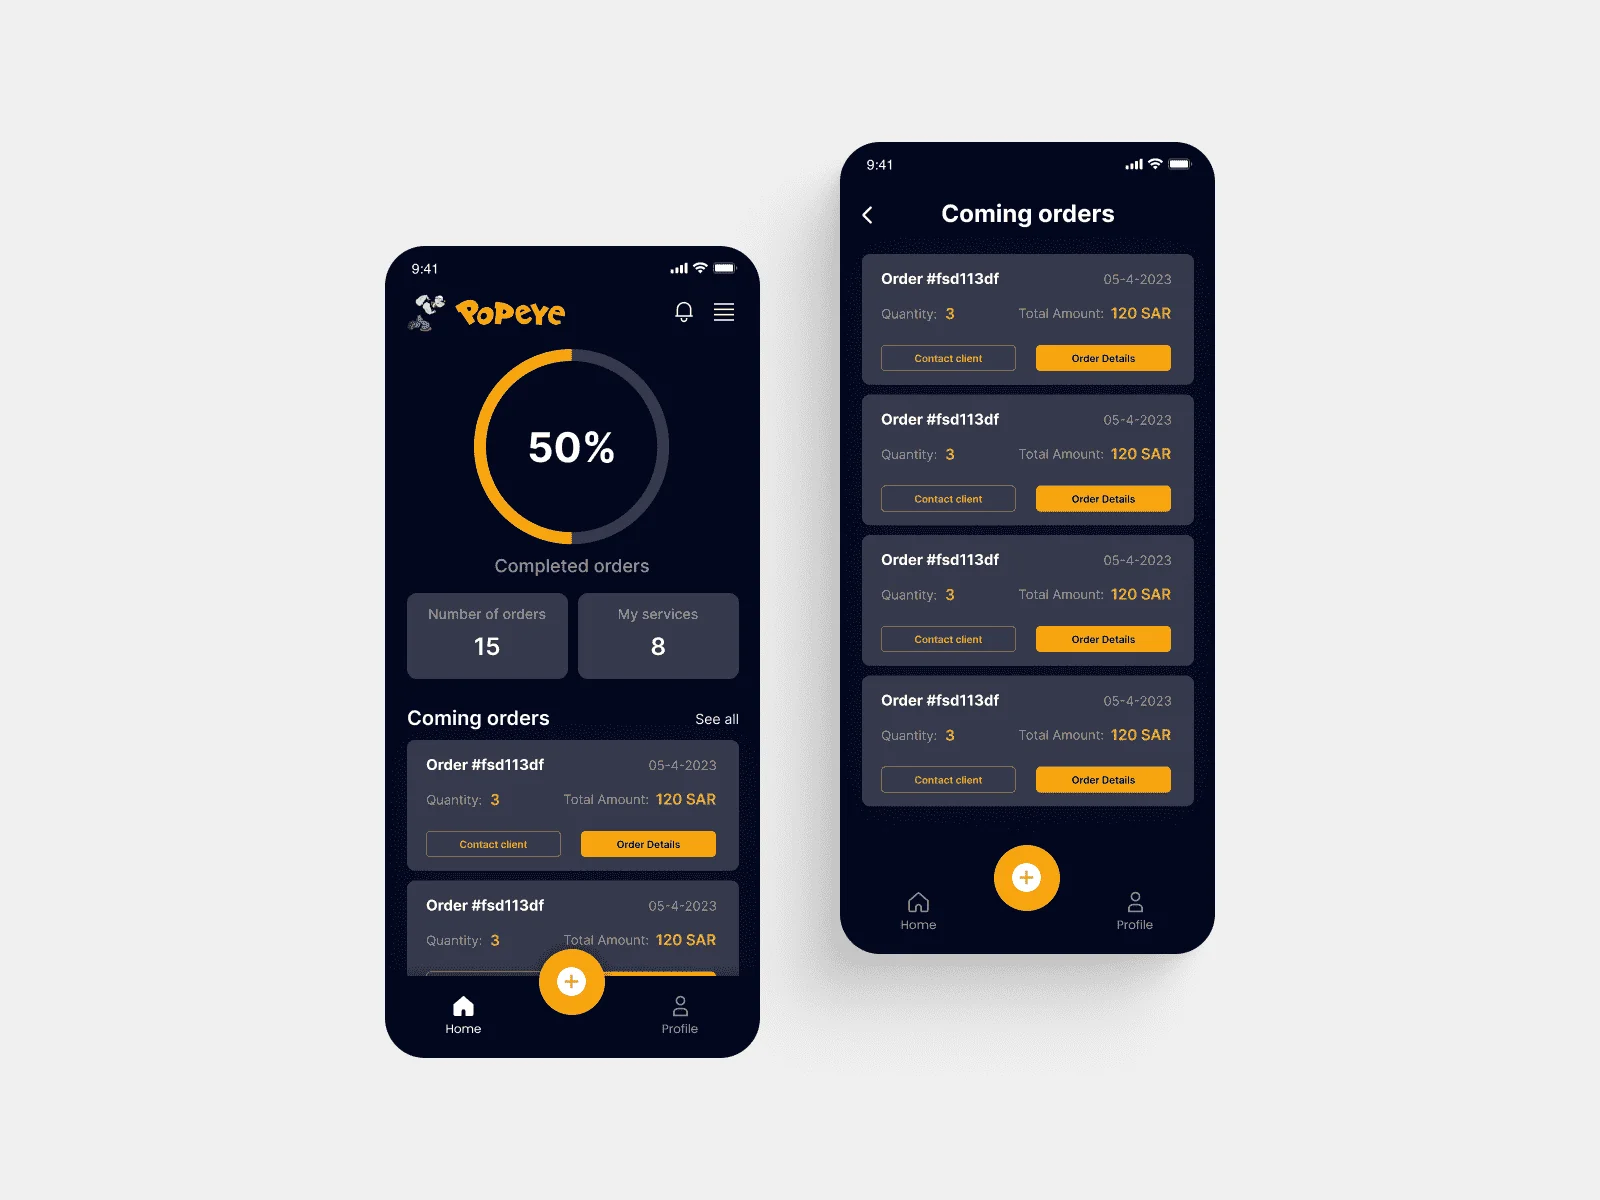 9:41
POPEYE
50%
Completed orders
Number of orders
15
My services
8
Coming orders
See all
Order #fsd113df
05-4-2023
Quantity: 3
Total Amount: 120 SAR
Contact client
Order Details
Order #fsd113df
05-4-2023
Quantity: 3
Total Amount: 120 SAR
Home
Profile
9:41
Coming orders
Order #fsd113df
05-4-2023
Quantity: 3
Total Amount: 120 SAR
Contact client
Order Details
Order #fsd113df
05-4-2023
Quantity: 3
Total Amount: 120 SAR
Contact client
Order Details
Order #fsd113df
05-4-2023
Quantity: 3
Total Amount: 120 SAR
Contact client
Order Details
Order #fsd113df
05-4-2023
Quantity: 3
Total Amount: 120 SAR
Contact client
Order Details
Home
Profile